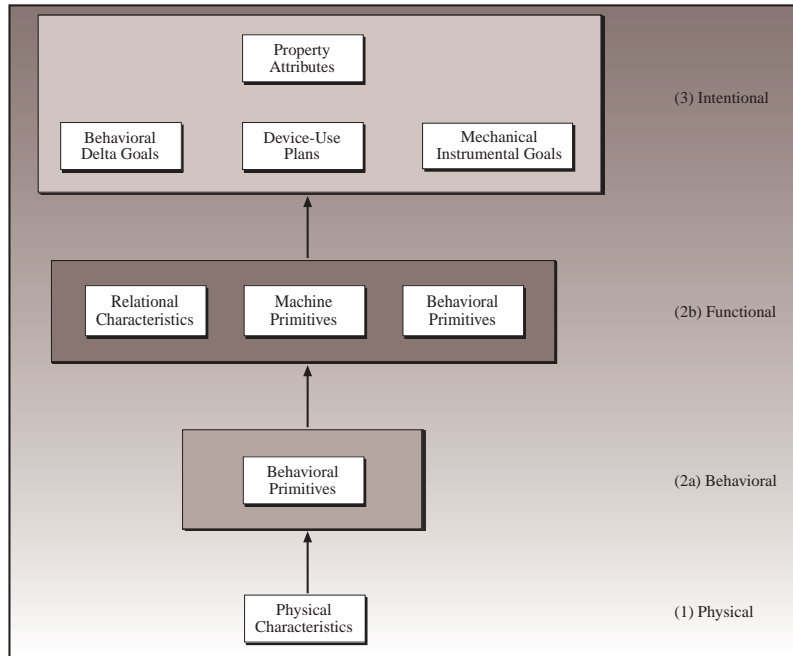 Property
Attributes
(3) Intentional
Behavioral
Delta Goals
Device-Use
Plans
Mechanical
Instrumental Goals
Relational
Characteristics
Machine
Primitives
Behavioral
Primitives
(2b) Functional
Behavioral
Primitives
(2a) Behavioral
Physical
Characteristics
(1) Physical